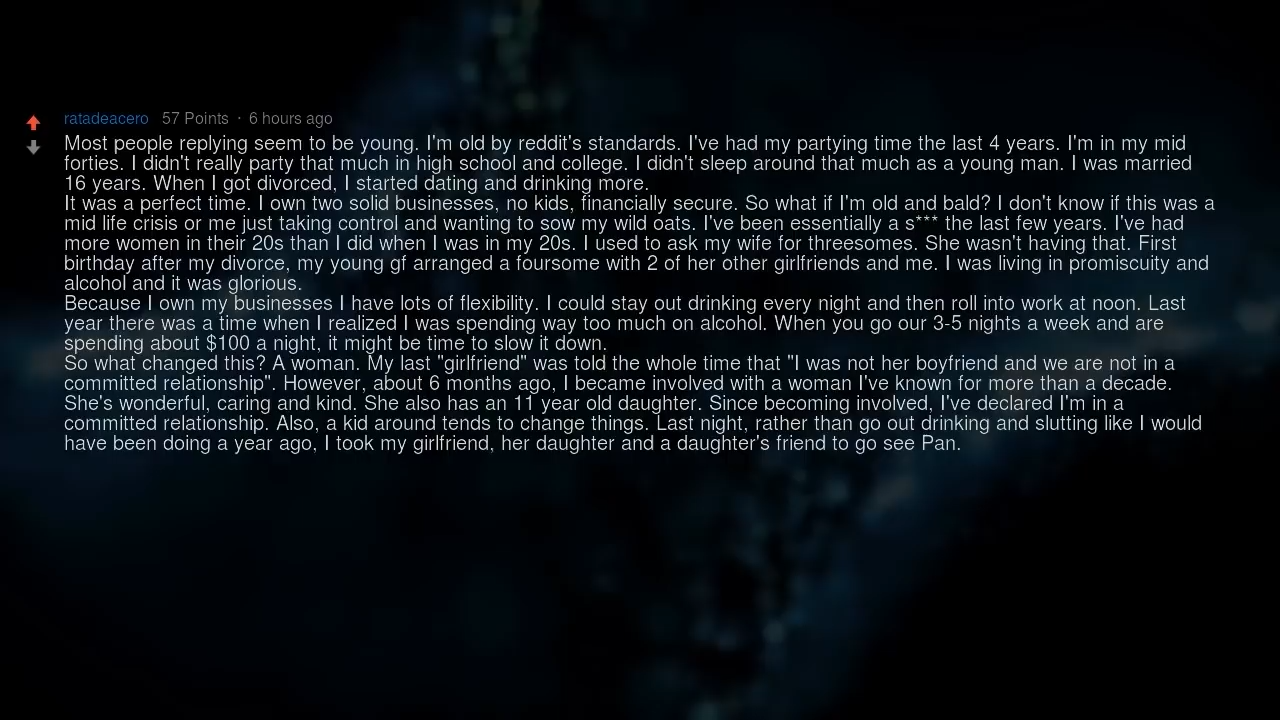 ratadeacero 57 Points · 6 hours ago
Most people replying seem to be young. I'm old by reddit's standards. I've had my partying time the last 4 years. I'm in my mid
forties. I didn't really party that much in high school and college. I didn't sleep around that much as a young man. I was married
16 years. When I got divorced, I started dating and drinking more.
It was a perfect time. I own two solid businesses, no kids, financially secure. So what if I'm old and bald? I don't know if this was a
mid life crisis or me just taking control and wanting to sow my wild oats. I've been essentially a s*** the last few years. I've had
more women in their 20s than I did when I was in my 20s. I used to ask my wife for threesomes. She wasn't having that. First
birthday after my divorce, my young gf arranged a foursome with 2 of her other girlfriends and me. I was living in promiscuity and
alcohol and it was glorious.
Because I own my businesses I have lots of flexibility. I could stay out drinking every night and then roll into work at noon. Last
year there was a time when I realized I was spending way too much on alcohol. When you go our 3-5 nights a week and are
spending about $100 a night, it might be time to slow it down.
So what changed this? A woman. My last "girlfriend" was told the whole time that "I was not her boyfriend and we are not in a
committed relationship". However, about 6 months ago, I became involved with a woman I've known for more than a decade.
She's wonderful, caring and kind. She also has an 11 year old daughter. Since becoming involved, I've declared I'm in a
committed relationship. Also, a kid around tends to change things. Last night, rather than go out drinking and slutting like I would
have been doing a year ago, I took my girlfriend, her daughter and a daughter's friend to go see Pan.